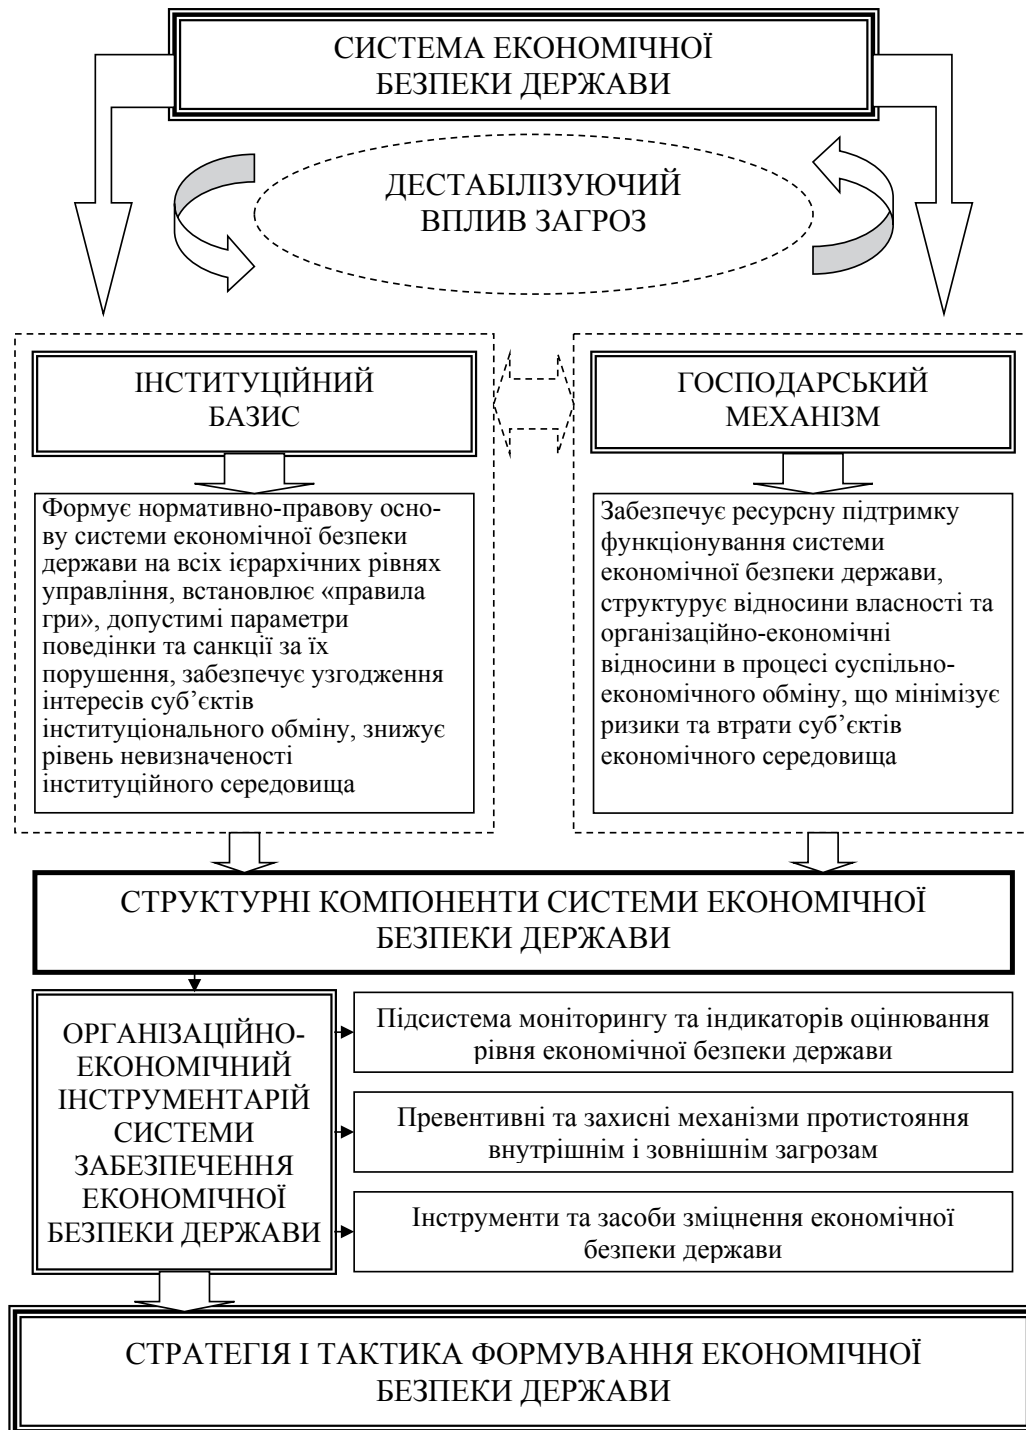 СИСТЕМА ЕКОНОМІЧНОЇ
БЕЗПЕКИ ДЕРЖАВИ
ДЕСТАБІЛІЗУЮЧИЙ
ВПЛИВ ЗАГРОЗ
ІНСТИТУЦІЙНИЙ
БАЗИС
Формує нормативно-правову осно-
ву системи економічної безпеки
держави на всіх ієрархічних рівнях
управління, встановлює «правила
гри», допустимі параметри
поведінки та санкції за їх
порушення, забезпечує узгодження
інтересів суб’єктів
інституціонального обміну, знижує
рівень невизначеності
інституційного середовища
ГОСПОДАРСЬКИЙ
МЕХАНІЗМ
Забезпечує ресурсну підтримку
функціонування системи
економічної безпеки держави,
структурує відносини власності та
організаційно-економічні
відносини в процесі суспільно-
економічного обміну, що мінімізує
ризики та втрати суб’єктів
економічного середовища
СТРУКТУРНІ КОМПОНЕНТИ СИСТЕМИ ЕКОНОМІЧНОЇ
БЕЗПЕКИ ДЕРЖАВИ
ОРГАНІЗАЦІЙНО-
ЕКОНОМІЧНИЙ
ІНСТРУМЕНТАРІЙ
СИСТЕМИ
ЗАБЕЗПЕЧЕННЯ
ЕКОНОМІЧНОЇ
БЕЗПЕКИ ДЕРЖАВИ
Підсистема моніторингу та індикаторів оцінювання
рівня економічної безпеки держави
Превентивні та захисні механізми протистояння
внутрішнім і зовнішнім загрозам
Інструменти та засоби зміцнення економічної
безпеки держави
СТРАТЕГІЯ І ТАКТИКА ФОРМУВАННЯ ЕКОНОМІЧНОЇ
БЕЗПЕКИ ДЕРЖАВИ